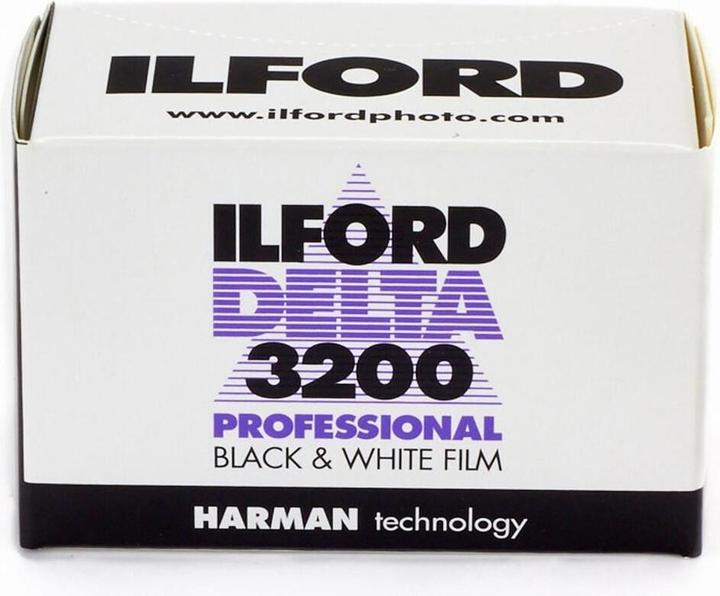 ILFORD
www.ilfordphoto.com
ILFORD
DELTA
3200
PROFESSIONAL
BLACK & WHITE FILM
HARMAN technology